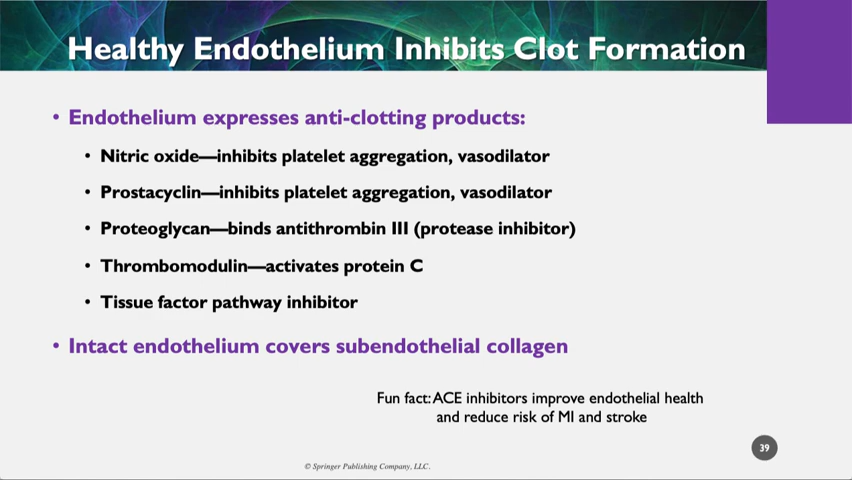 Healthy Endothelium Inhibits Clot Formation
• Endothelium expresses anti-clotting products:
• Nitric oxide—inhibits platelet aggregation, vasodilator
• Prostacyclin—inhibits platelet aggregation, vasodilator
• Proteoglycan—binds antithrombin III (protease inhibitor)
• Thrombomodulin—activates protein C
• Tissue factor pathway inhibitor
• Intact endothelium covers subendothelial collagen
Fun fact: ACE inhibitors improve endothelial health
and reduce risk of MI and stroke
39
© Springer Publishing Company, LLC.